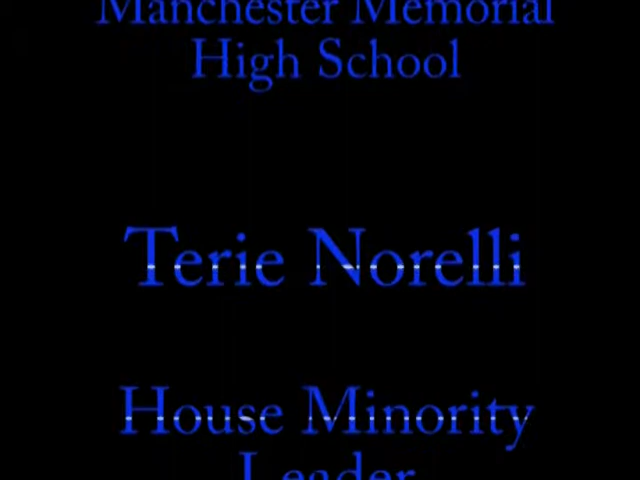 Manchester Memorial
High School
Terie Norelli
House Minority
Leader